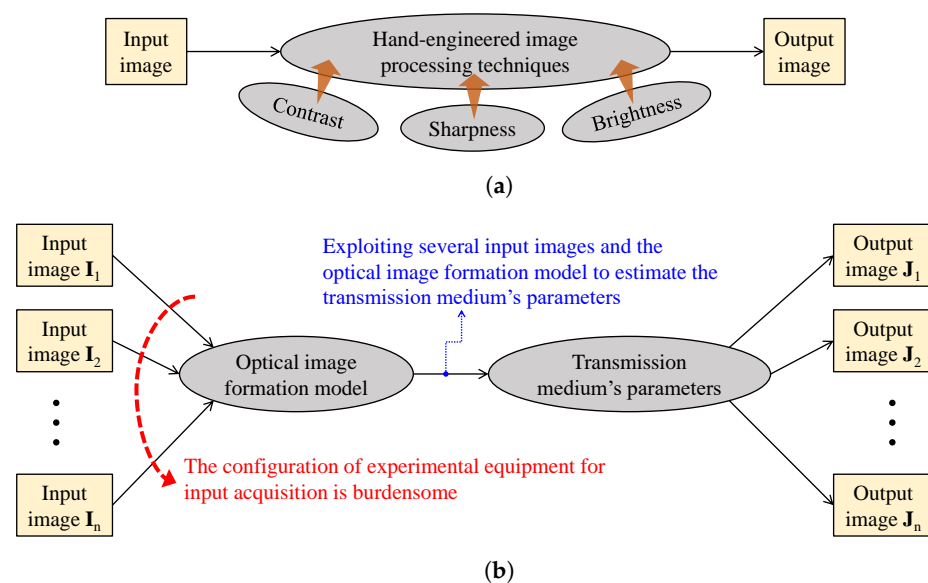 Input
image
Hand-engineered image
processing techniques
Output
image
Contrast
Sharpness
Brightness
(a)
Input
image I₁
Exploiting several input images and the
optical image formation model to estimate the
transmission medium's parameters
Output
image J₁
Input
image I₂
Optical image
formation model
Transmission
medium's parameters
Output
image J₂
The configuration of experimental equipment for
input acquisition is burdensome
Input
image Iₙ
Output
image Jₙ
(b)